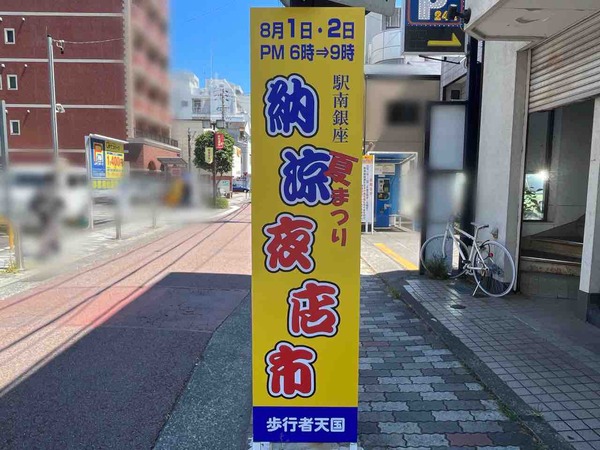 8月1日・2日
PM 6時⇒9時
駅南銀座
夏まつり
納涼夜店市
歩行者天国
P
24
P